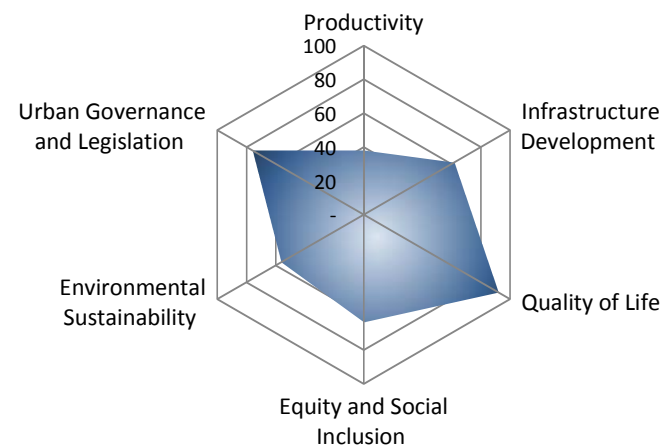 Productivity
100
80
60
40
20
-
Infrastructure
Development
Quality of Life
Equity and Social
Inclusion
Environmental
Sustainability
Urban Governance
and Legislation